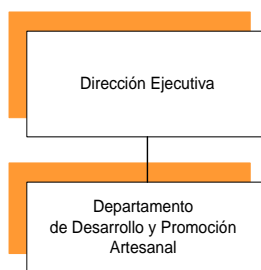 Dirección Ejecutiva
Departamento
de Desarrollo y Promoción
Artesanal